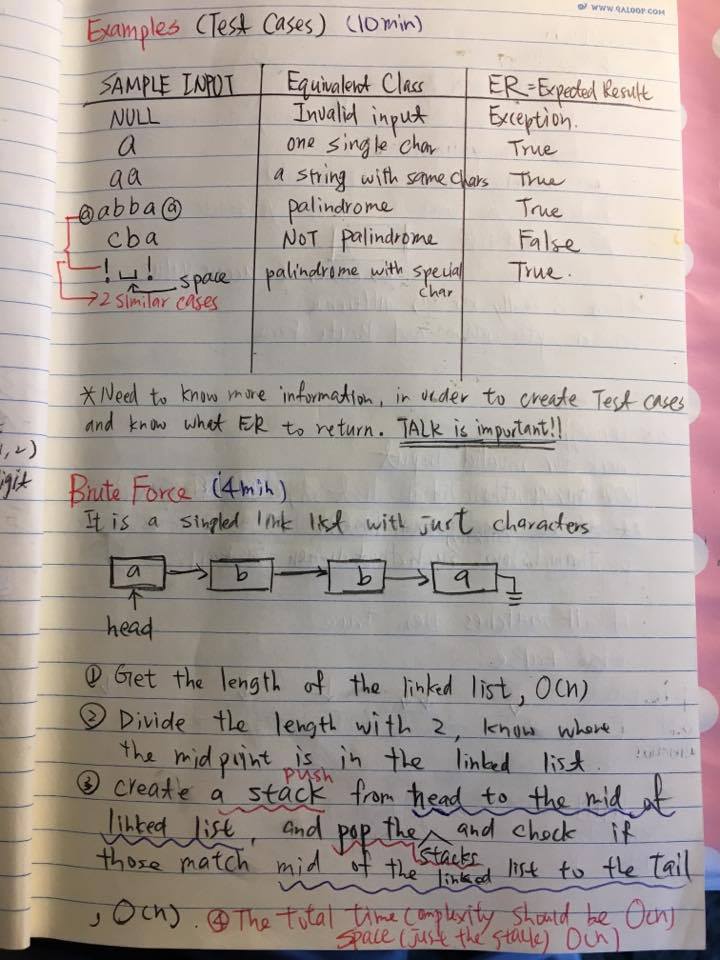 WWW.QALOOP.COM
Examples (Test Cases) (10min)
SAMPLE INPUT Equivalent Class ER=Expected Result
NULL Invalid input Exception.
a one single char True
aa a string with same chars True
ⓐabbaⓐ palindrome True
cba NOT palindrome False
!␣! palindrome with special True.
space char
→2 similar cases
*Need to know more information, in order to create Test cases
and know what ER to return. TALK is important!!
Brute Force (4min)
It is a singled link list with just characters
a b b a
head
① Get the length of the linked list, O(n)
② Divide the length with 2, know where
the midpoint is in the linked list.
push
③ create a stack from head to the mid of
linked list, and pop the ^ and check if
stacks
those match mid of the linked list to the tail
, O(n). ④ The total time complexity should be O(n)
space (just the stack) O(n)